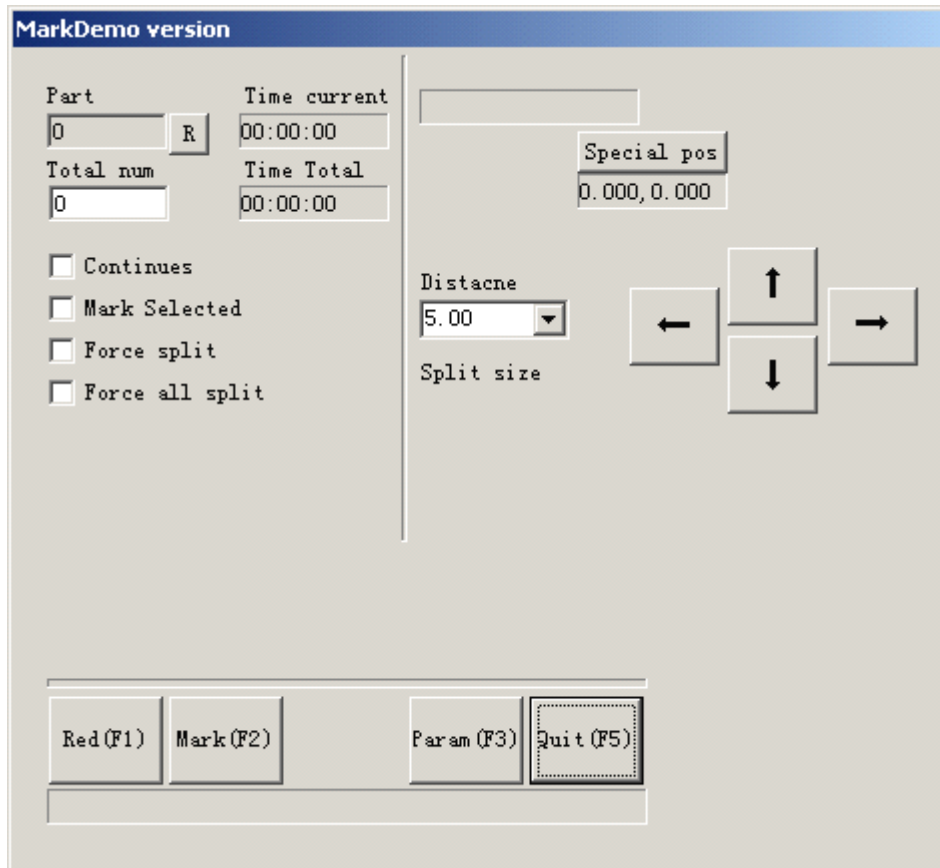 MarkDemo version
Part
Time current
0
R
00:00:00
Total num
Time Total
0
00:00:00
Continues
Mark Selected
Force split
Force all split
Special pos
0.000,0.000
Distacne
5.00
Split size
Red(F1)
Mark(F2)
Param(F3)
Quit(F5)